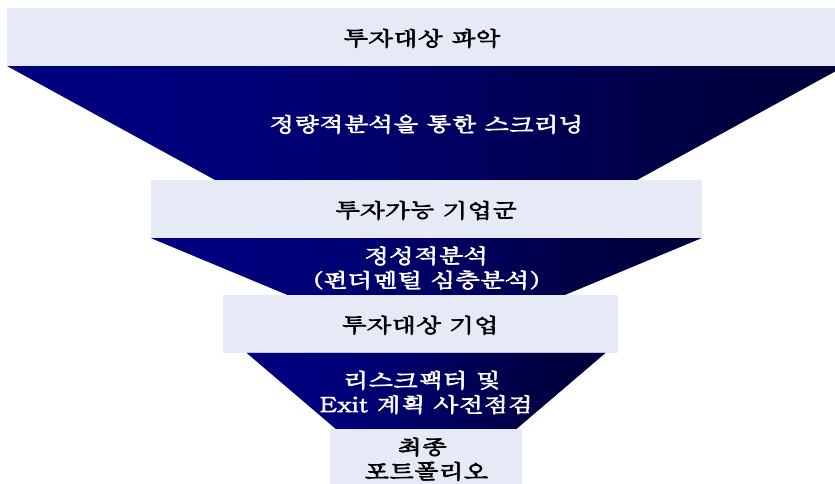 투자대상 파악
정량적분석을 통한 스크리닝
투자가능 기업군
정성적분석
(펀더멘털 심층분석)
투자대상 기업
리스크팩터 및
Exit 계획 사전점검
최종
포트폴리오